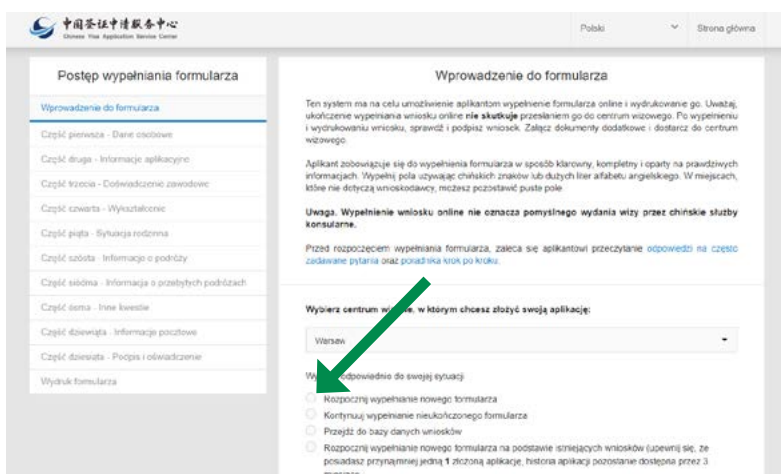 中国签证申请服务中心
Chinese Visa Application Service Center
Polski
Strona główna
Postęp wypełniania formularza
Wprowadzenie do formularza
Część pierwsza - Dane osobowe
Część druga - Informacje aplikacyjne
Część trzecia - Doświadczenie zawodowe
Część czwarta - Wykształcenie
Część piąta - Sytuacja rodzinna
Część szósta - Informacje o podróży
Część siódma - Informacja o przebytych podróżach
Część ósma - Inne kwestie
Część dziewiąta - Informacje pocztowe
Część dziesiąta - Podpis i oświadczenie
Wydruk formularza
Wprowadzenie do formularza
Ten system ma na celu umożliwienie aplikantom wypełnienie formularza online i wydrukowanie go. Uważaj,
ukończenie wypełniania wniosku online nie skutkuje przesłaniem go do centrum wizowego. Po wypełnieniu
i wydrukowaniu wniosku, sprawdź i podpisz wniosek. Załącz dokumenty dodatkowe i dostarcz do centrum
wizowego.
Aplikant zobowiązuje się do wypełnienia formularza w sposób klarowny, kompletny i oparty na prawdziwych
informacjach. Wypełnij pola używając chińskich znaków lub dużych liter alfabetu angielskiego. W miejscach,
które nie dotyczą wnioskodawcy, możesz pozostawić puste pole
Uwaga. Wypełnienie wniosku online nie oznacza pomyślnego wydania wizy przez chińskie służby
konsularne.
Przed rozpoczęciem wypełniania formularza, zaleca się aplikantowi przeczytanie odpowiedzi na często
zadawane pytania oraz poradnika krok po kroku.
Wybierz centrum w którym chcesz złożyć swoją aplikację:
Warsaw
odpowiednio do swojej sytuacji
Rozpocznij wypełnianie nowego formularza
Kontynuuj wypełnianie nieukończonego formularza
Przejdź do bazy danych wniosków
Rozpocznij wypełnianie nowego formularza na podstawie istniejących wniosków (upewnij się, że
posiadasz przynajmniej jedną 1 złożoną aplikację, historia aplikacji pozostanie dostępna przez 3